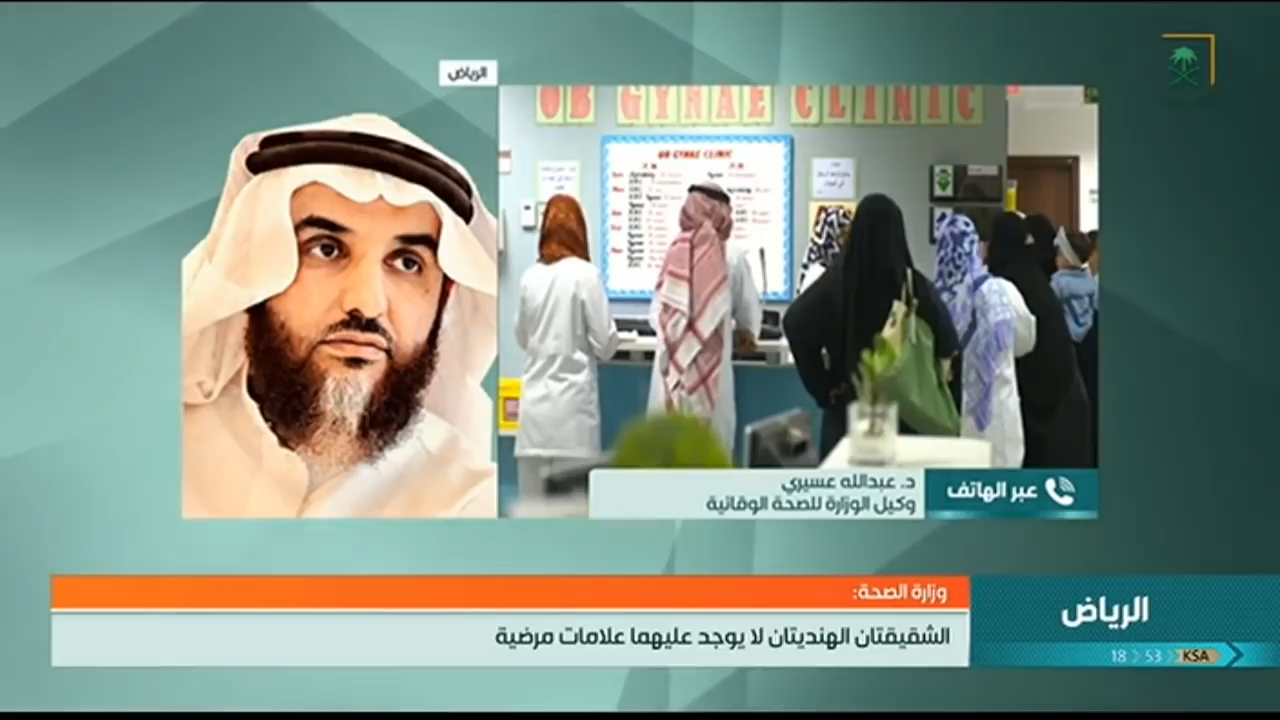 الرياض
OB GYNAE CLINIC
OB GYNAE CLINIC
عبر الهاتف
د. عبدالله عسيري
وكيل الوزارة للصحة الوقائية
وزارة الصحة:
الشقيقتان الهنديتان لا يوجد عليهما علامات مرضية
الرياض
18 53 KSA